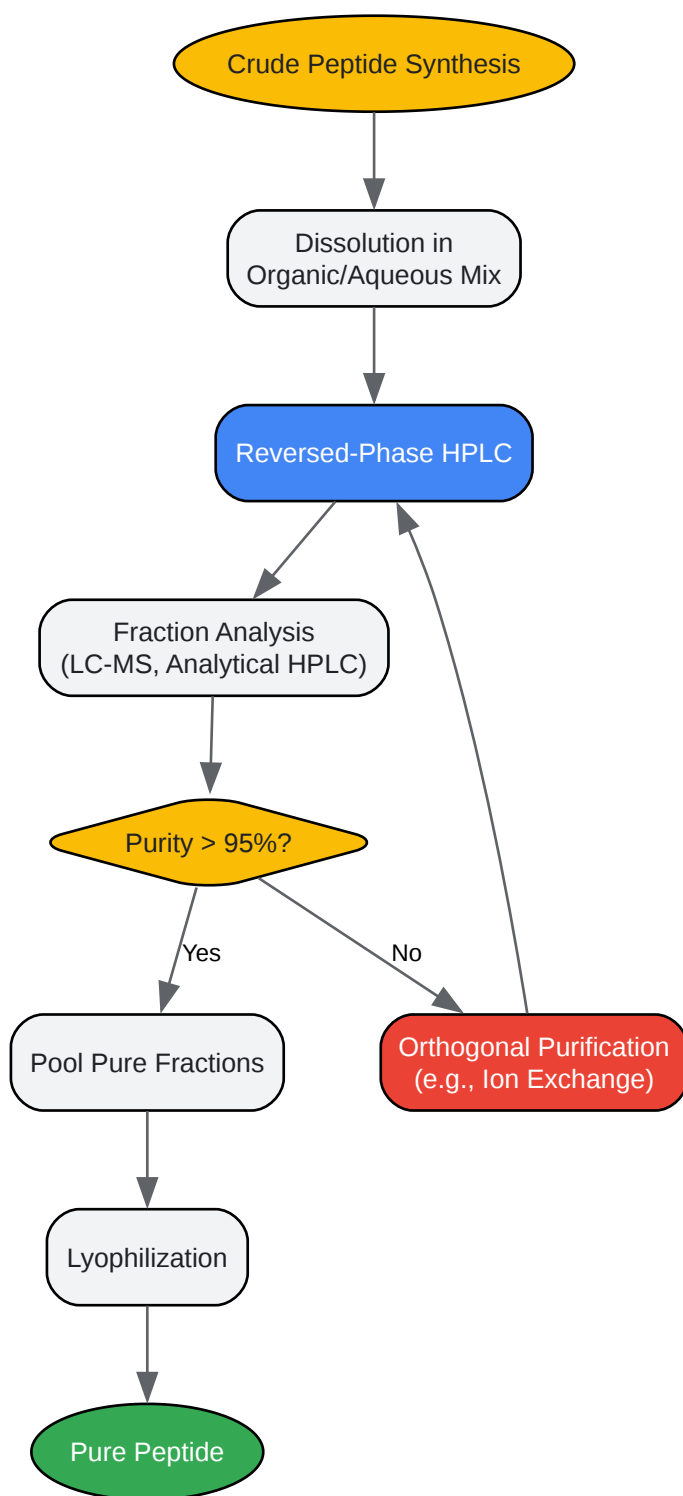 Crude Peptide Synthesis
Dissolution in
Organic/Aqueous Mix
Reversed-Phase HPLC
Fraction Analysis
(LC-MS, Analytical HPLC)
Purity > 95%?
Yes
No
Pool Pure Fractions
Orthogonal Purification
(e.g., Ion Exchange)
Lyophilization
Pure Peptide